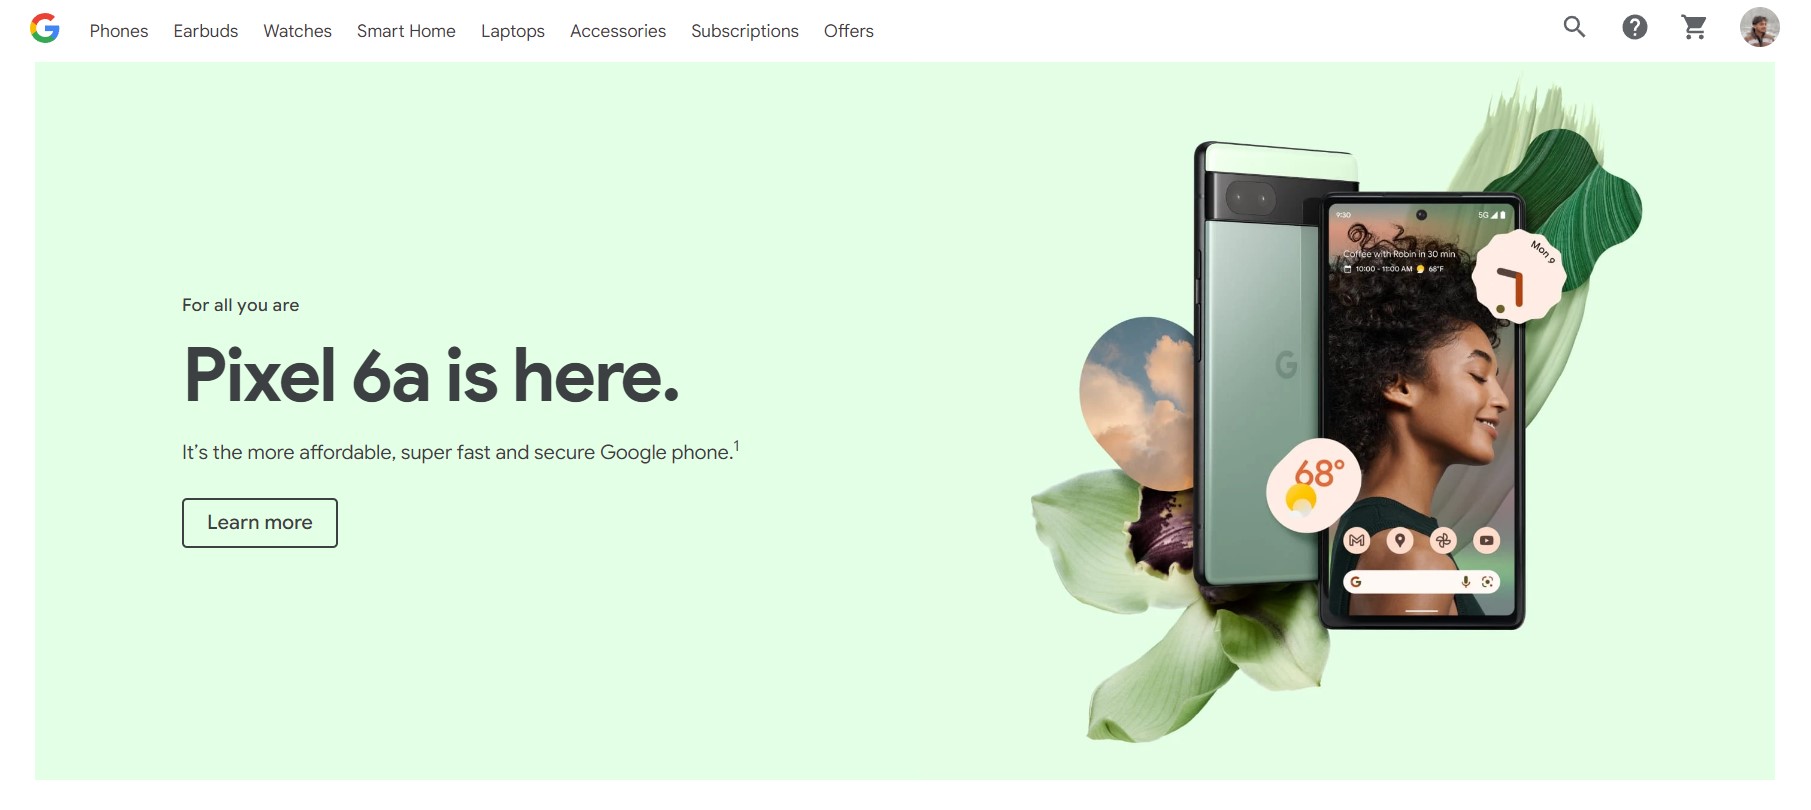 Phones Earbuds Watches Smart Home Laptops Accessories Subscriptions Offers
For all you are
Pixel 6a is here.
It's the more affordable, super fast and secure Google phone.1
Learn more
9:30 5G
Coffee with Robin in 30 min
10:00 - 11:00 AM 68°F
Mon 9
68°